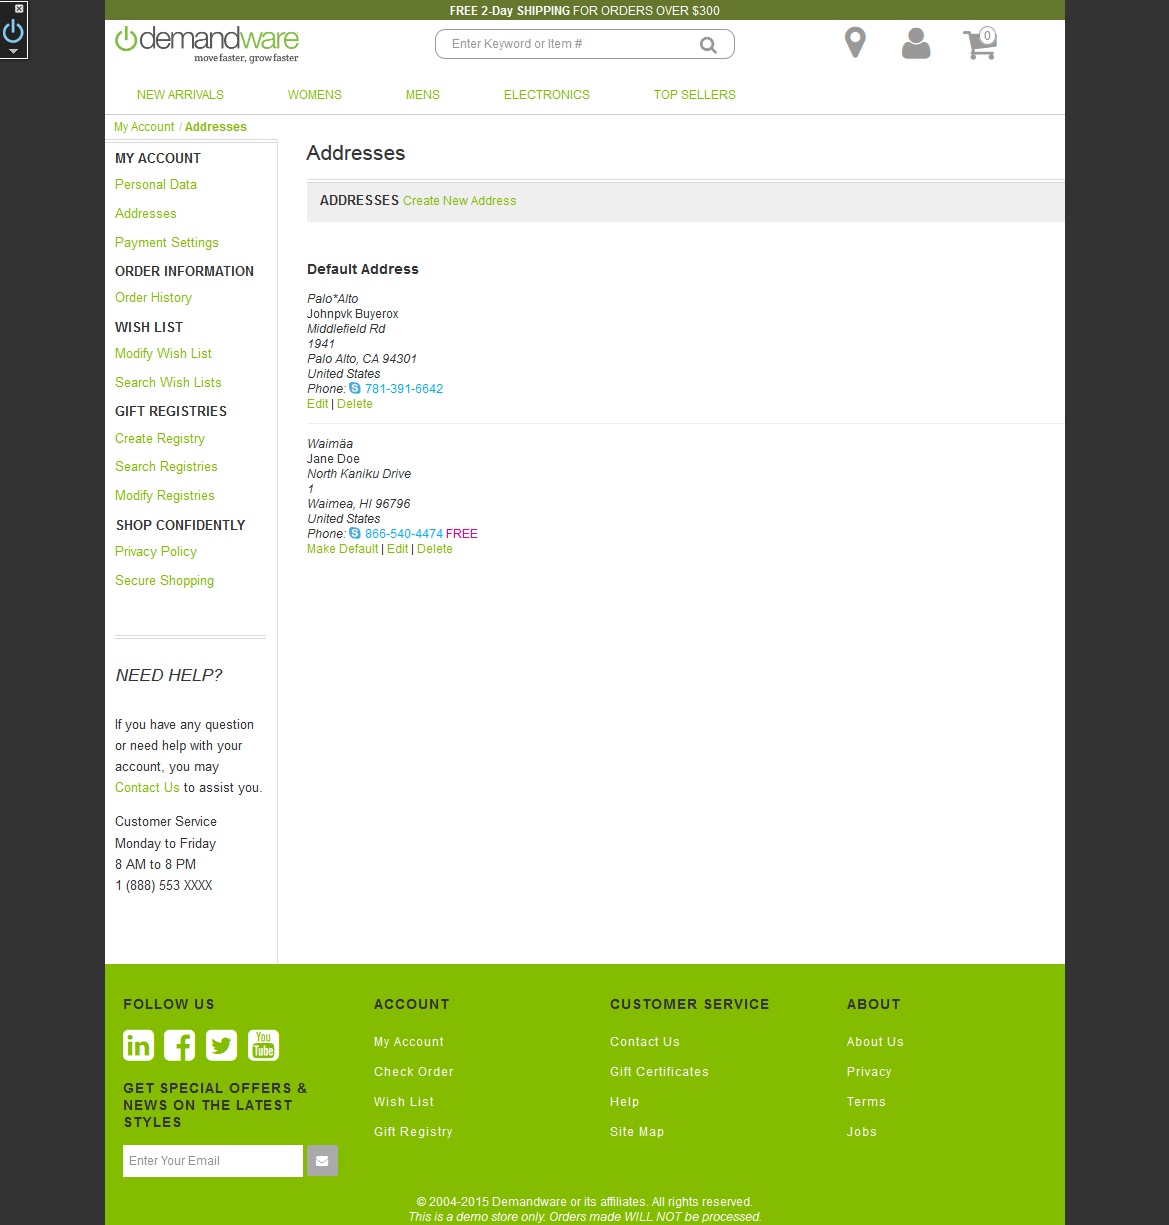 FREE 2-Day SHIPPING FOR ORDERS OVER $300
demandware
move faster, grow faster
Enter Keyword or Item #
0
NEW ARRIVALS WOMENS MENS ELECTRONICS TOP SELLERS
My Account / Addresses
MY ACCOUNT
Personal Data
Addresses
Payment Settings
ORDER INFORMATION
Order History
WISH LIST
Modify Wish List
Search Wish Lists
GIFT REGISTRIES
Create Registry
Search Registries
Modify Registries
SHOP CONFIDENTLY
Privacy Policy
Secure Shopping
NEED HELP?
If you have any question
or need help with your
account, you may
Contact Us to assist you.
Customer Service
Monday to Friday
8 AM to 8 PM
1 (888) 553 XXXX
Addresses
ADDRESSES Create New Address
Default Address
Palo*Alto
Johnpvk Buyerox
Middlefield Rd
1941
Palo Alto, CA 94301
United States
Phone: 781-391-6642
Edit | Delete
Waimäa
Jane Doe
North Kaniku Drive
1
Waimea, HI 96796
United States
Phone: 866-540-4474 FREE
Make Default | Edit | Delete
FOLLOW US
in f You Tube
GET SPECIAL OFFERS &
NEWS ON THE LATEST
STYLES
Enter Your Email
ACCOUNT
My Account
Check Order
Wish List
Gift Registry
CUSTOMER SERVICE
Contact Us
Gift Certificates
Help
Site Map
ABOUT
About Us
Privacy
Terms
Jobs
© 2004-2015 Demandware or its affiliates. All rights reserved.
This is a demo store only. Orders made WILL NOT be processed.